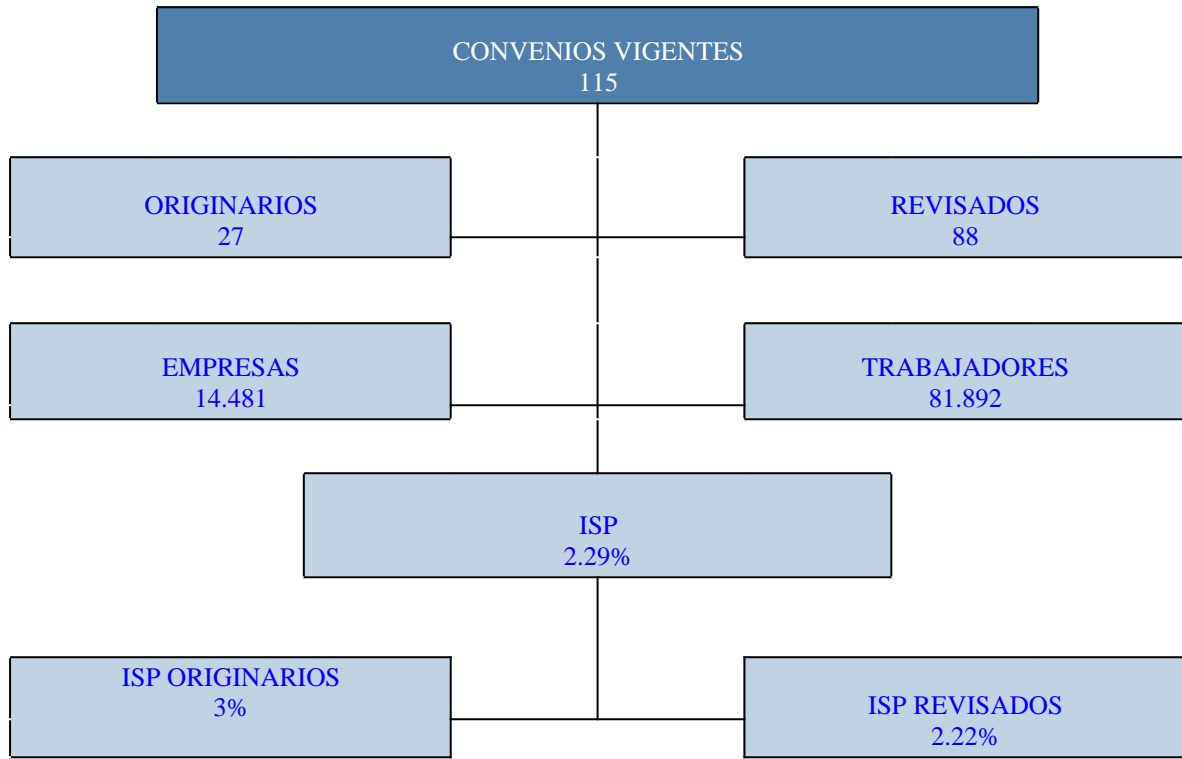 CONVENIOS VIGENTES
115
ORIGINARIOS
27
REVISADOS
88
EMPRESAS
14.481
TRABAJADORES
81.892
ISP
2.29%
ISP ORIGINARIOS
3%
ISP REVISADOS
2.22%